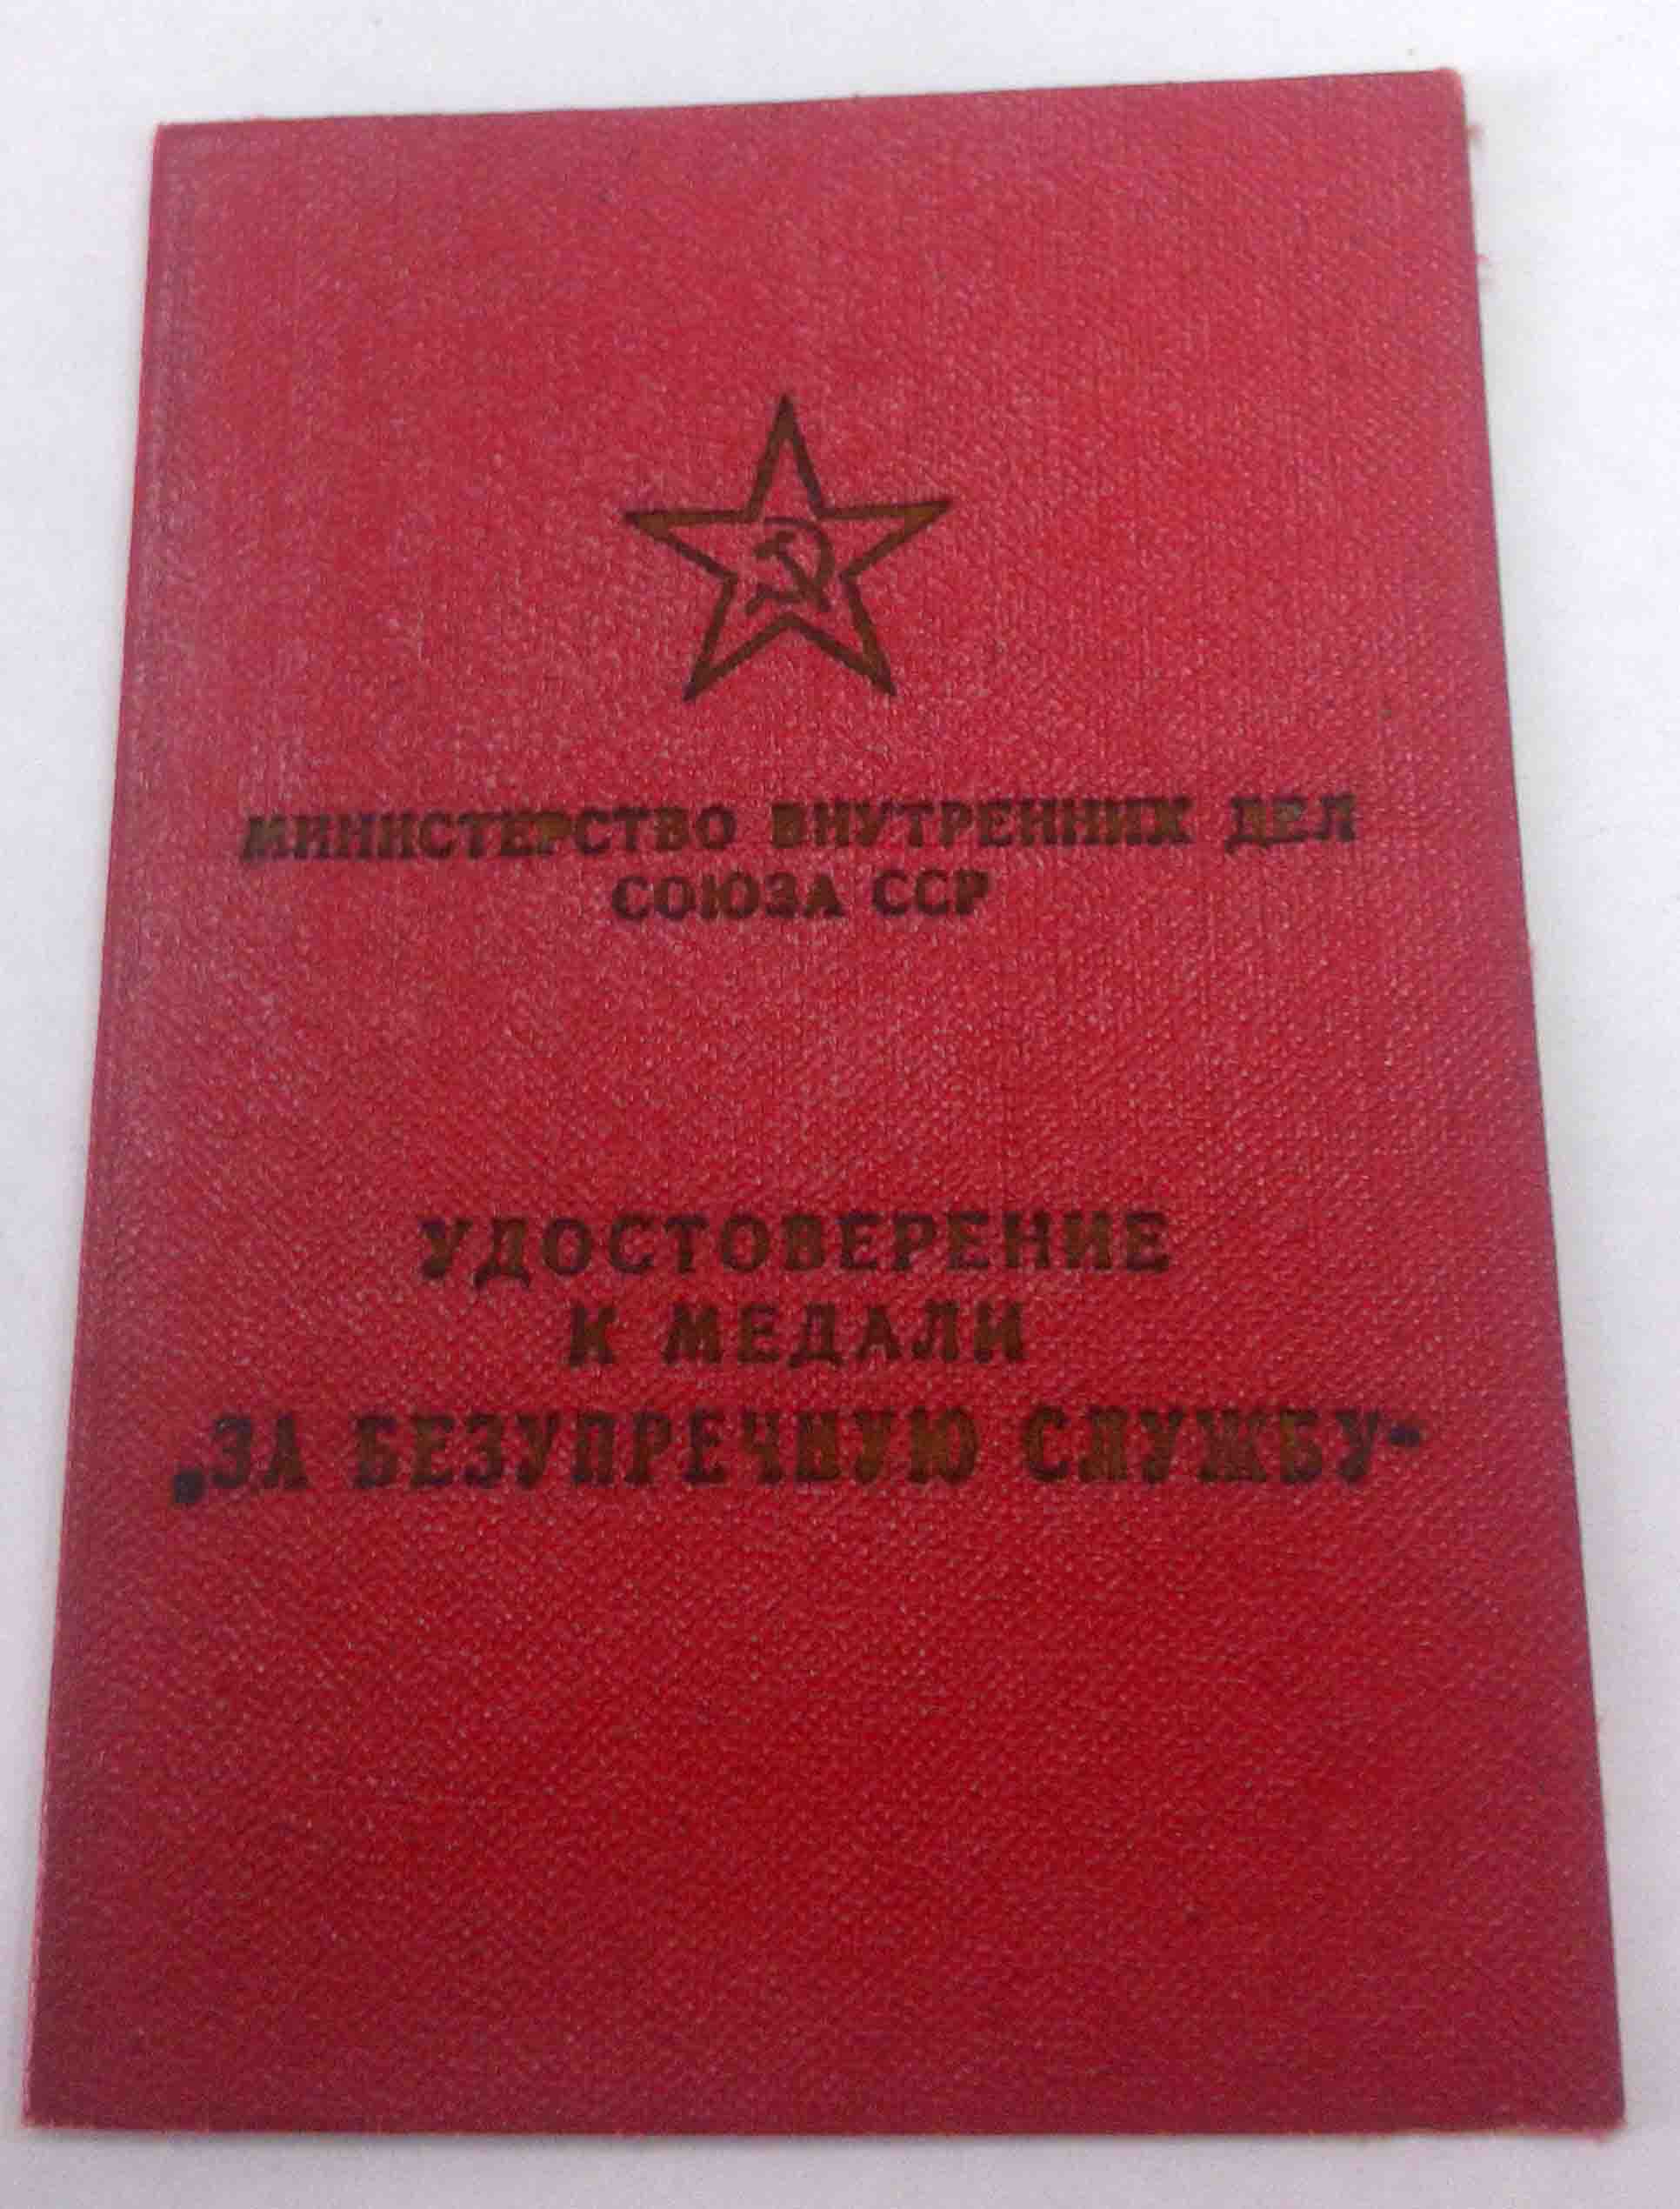 МИНИСТЕРСТВО ВНУТРЕННИХ ДЕЛ
СОЮЗА ССР
УДОСТОВЕРЕНИЕ
К МЕДАЛИ
„ЗА БЕЗУПРЕЧНУЮ СЛУЖБУ“